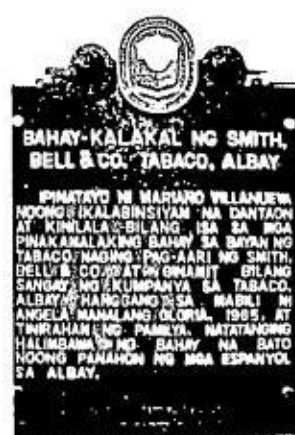 BAHAY-KALAKAL NG SMITH,
BELL & CO., TABACO, ALBAY
IPINATAYO NI MARIANO VILLANUEVA
NOONG IKALABINSIYAM NA DANTAON
AT KINILALA BILANG ISA SA MGA
PINAKAMALAKING BAHAY SA BAYAN NG
TABACO. NAGING PAG-AARI NG SMITH,
BELL & CO. AT GINAMIT BILANG
SANGAY NG KUMPANYA SA TABACO,
ALBAY HANGGANG SA MABILI NI
ANGELA MANALANG GLORIA, 1965, AT
TINIRAHAN NG PAMILYA. NATATANGING
HALIMBAWA NG BAHAY NA BATO
NOONG PANAHON NG MGA ESPANYOL
SA ALBAY.